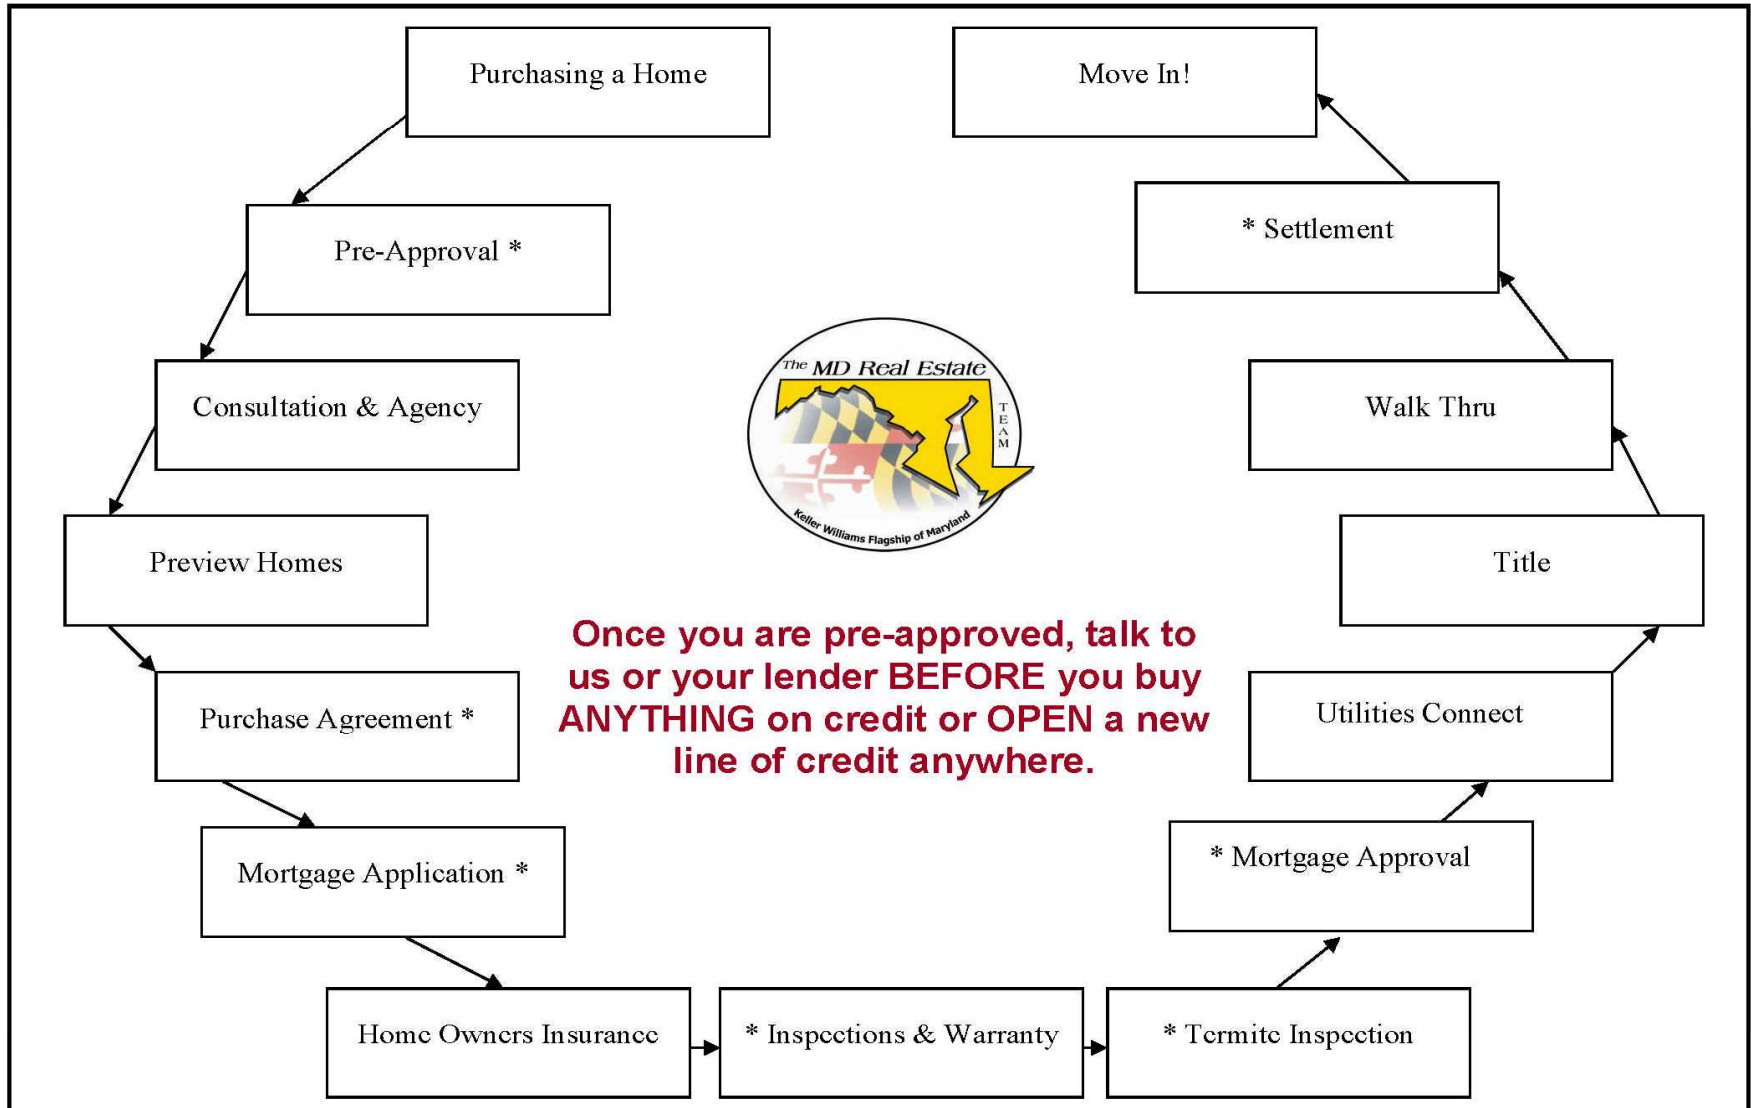 Purchasing a Home
Pre-Approval *
Consultation & Agency
Preview Homes
Purchase Agreement *
Mortgage Application *
Home Owners Insurance
* Inspections & Warranty
* Termite Inspection
* Mortgage Approval
Utilities Connect
Title
Walk Thru
* Settlement
Move In!
The MD Real Estate
TEAM
Keller Williams Flagship of Maryland
Once you are pre-approved, talk to
us or your lender BEFORE you buy
ANYTHING on credit or OPEN a new
line of credit anywhere.